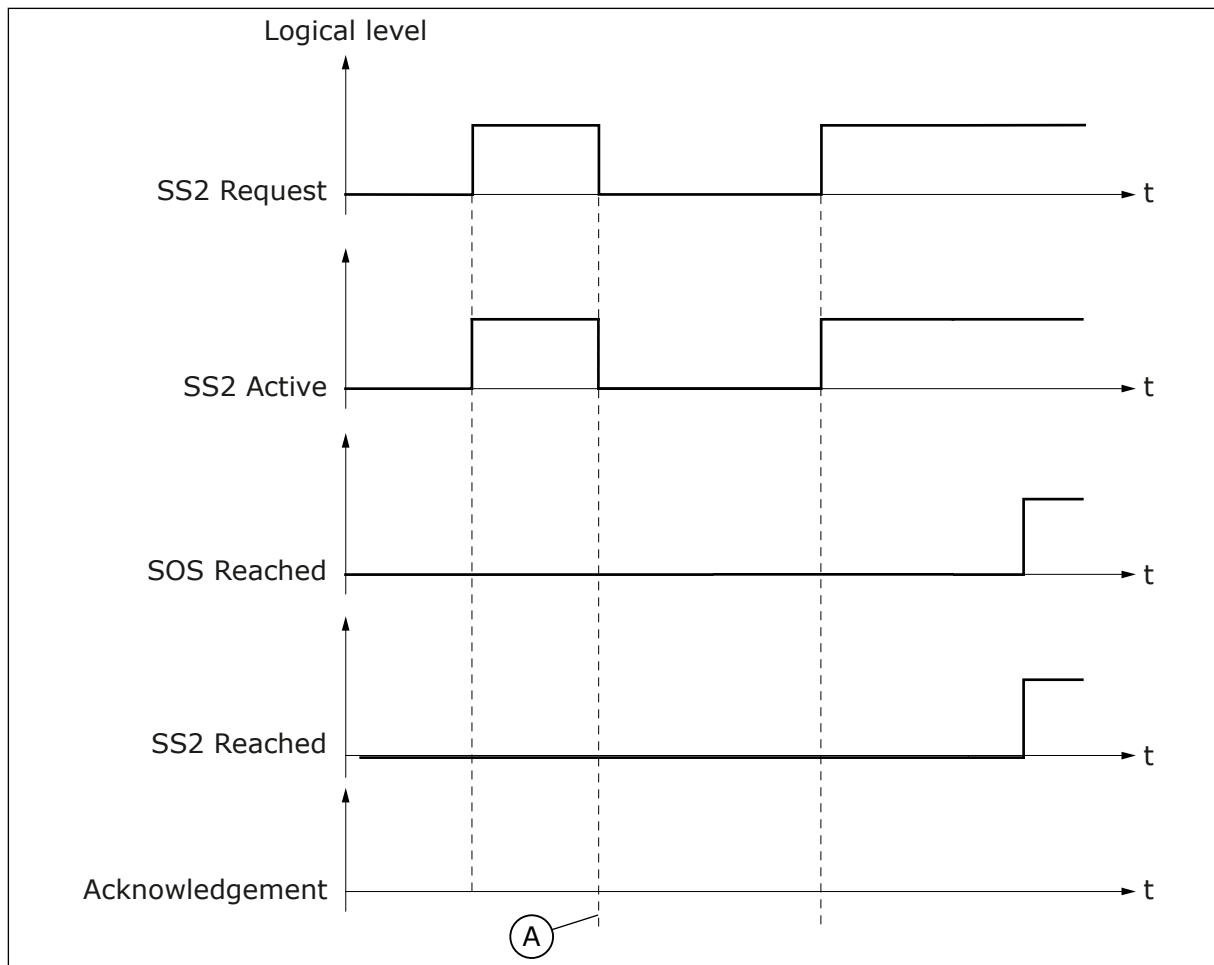 Logical level
SS2 Request
t
SS2 Active
t
SOS Reached
t
SS2 Reached
t
Acknowledgement
t
A